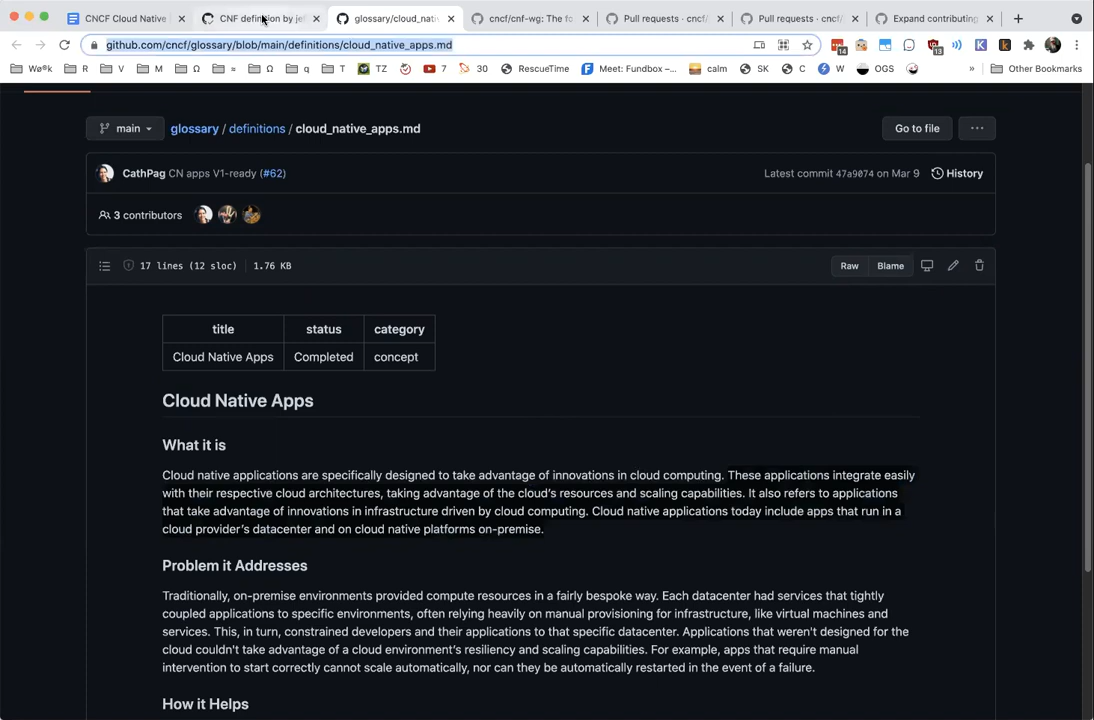 CNCF Cloud Native
CNF definition by je
glossary/cloud_nativ
cncf/cnf-wg: The fo
Pull requests · cncf/
Pull requests · cncf/
Expand contributing
github.com/cncf/glossary/blob/main/definitions/cloud_native_apps.md
14
13
Wø®k
R
V
M
Ω
≈
Ω
q
T
TZ
7
30
RescueTime
Meet: Fundbox –...
calm
SK
C
W
OGS
»
Other Bookmarks
main
glossary / definitions / cloud_native_apps.md
Go to file
...
CathPag CN apps V1-ready (#62)
Latest commit 47a9074 on Mar 9
History
3 contributors
17 lines (12 sloc) 1.76 KB
Raw
Blame
title status category
Cloud Native Apps Completed concept
Cloud Native Apps
What it is
Cloud native applications are specifically designed to take advantage of innovations in cloud computing. These applications integrate easily
with their respective cloud architectures, taking advantage of the cloud's resources and scaling capabilities. It also refers to applications
that take advantage of innovations in infrastructure driven by cloud computing. Cloud native applications today include apps that run in a
cloud provider's datacenter and on cloud native platforms on-premise.
Problem it Addresses
Traditionally, on-premise environments provided compute resources in a fairly bespoke way. Each datacenter had services that tightly
coupled applications to specific environments, often relying heavily on manual provisioning for infrastructure, like virtual machines and
services. This, in turn, constrained developers and their applications to that specific datacenter. Applications that weren't designed for the
cloud couldn't take advantage of a cloud environment's resiliency and scaling capabilities. For example, apps that require manual
intervention to start correctly cannot scale automatically, nor can they be automatically restarted in the event of a failure.
How it Helps